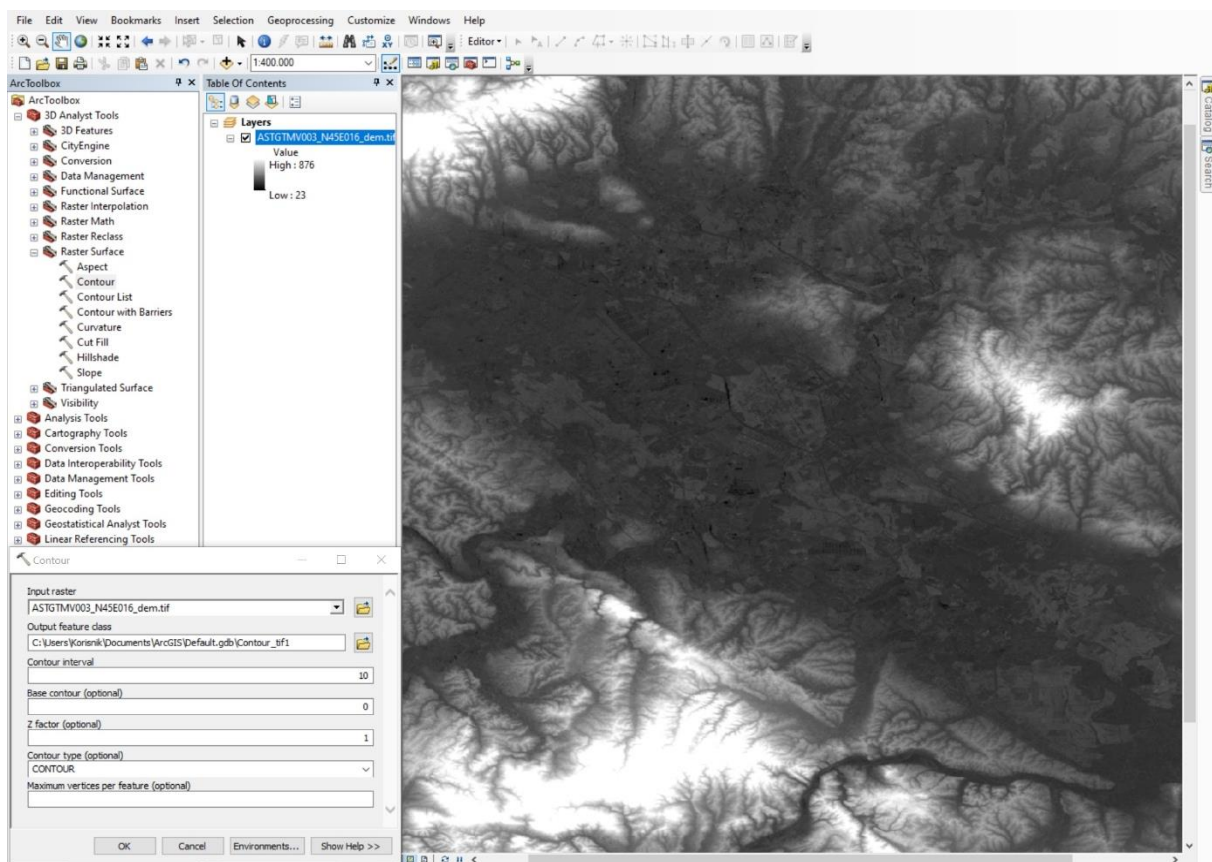 File Edit View Bookmarks Insert Selection Geoprocessing Customize Windows Help
Editor
1:400.000
ArcToolbox
ArcToolbox
3D Analyst Tools
3D Features
CityEngine
Conversion
Data Management
Functional Surface
Raster Interpolation
Raster Math
Raster Reclass
Raster Surface
Aspect
Contour
Contour List
Contour with Barriers
Curvature
Cut Fill
Hillshade
Slope
Triangulated Surface
Visibility
Analysis Tools
Cartography Tools
Conversion Tools
Data Interoperability Tools
Data Management Tools
Editing Tools
Geocoding Tools
Geostatistical Analyst Tools
Linear Referencing Tools
Table Of Contents
Layers
ASTGTMV003_N45E016_dem.tif
Value
High : 876
Low : 23
Catalog
Search
Contour
Input raster
ASTGTMV003_N45E016_dem.tif
Output feature class
C:\Users\Korisnik\Documents\ArcGIS\Default.gdb\Contour_tif1
Contour interval
10
Base contour (optional)
0
Z factor (optional)
1
Contour type (optional)
CONTOUR
Maximum vertices per feature (optional)
OK Cancel Environments... Show Help >>